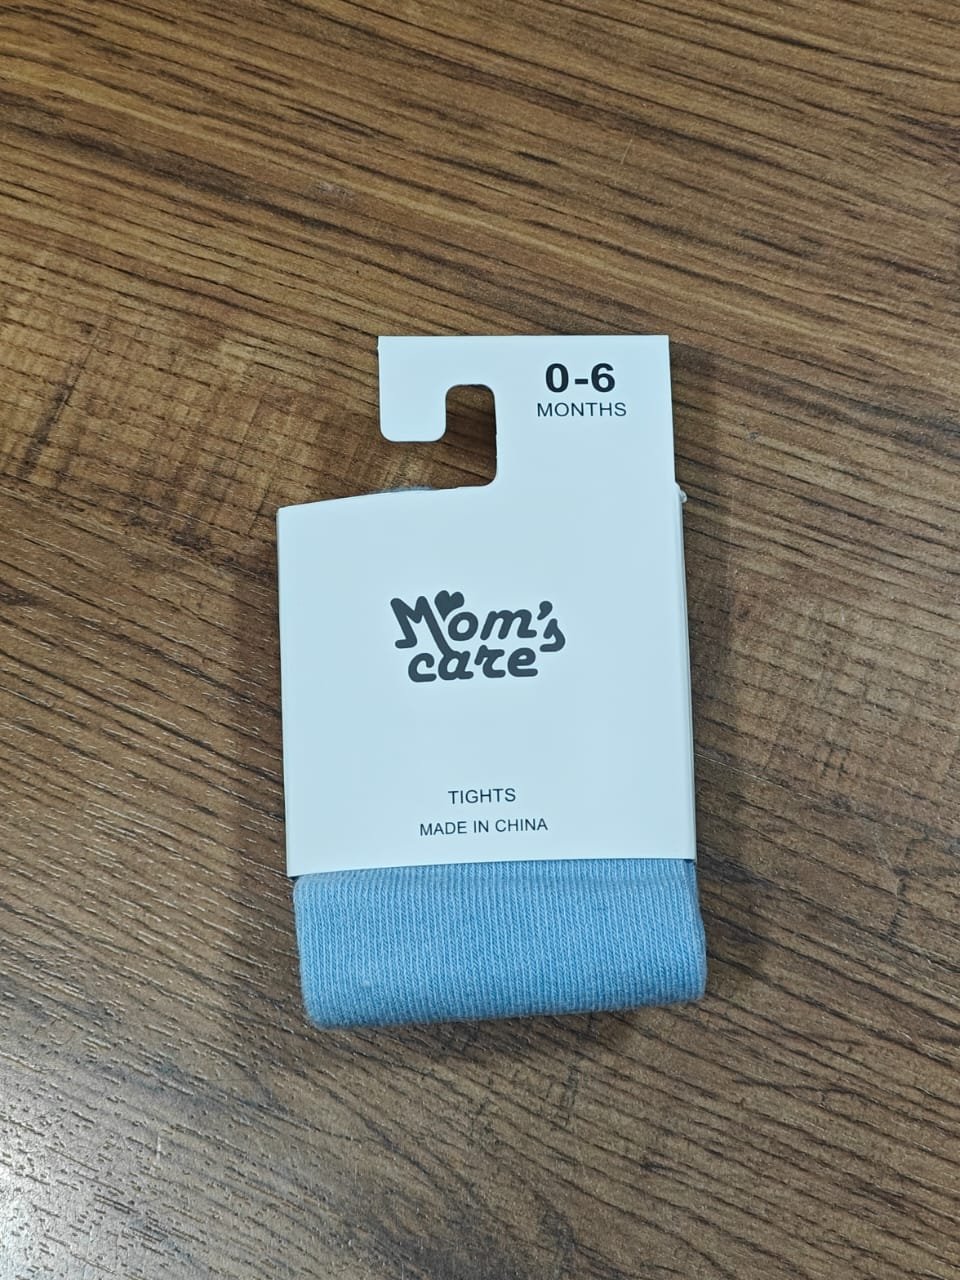 0-6
MONTHS
Mom's
care
TIGHTS
MADE IN CHINA